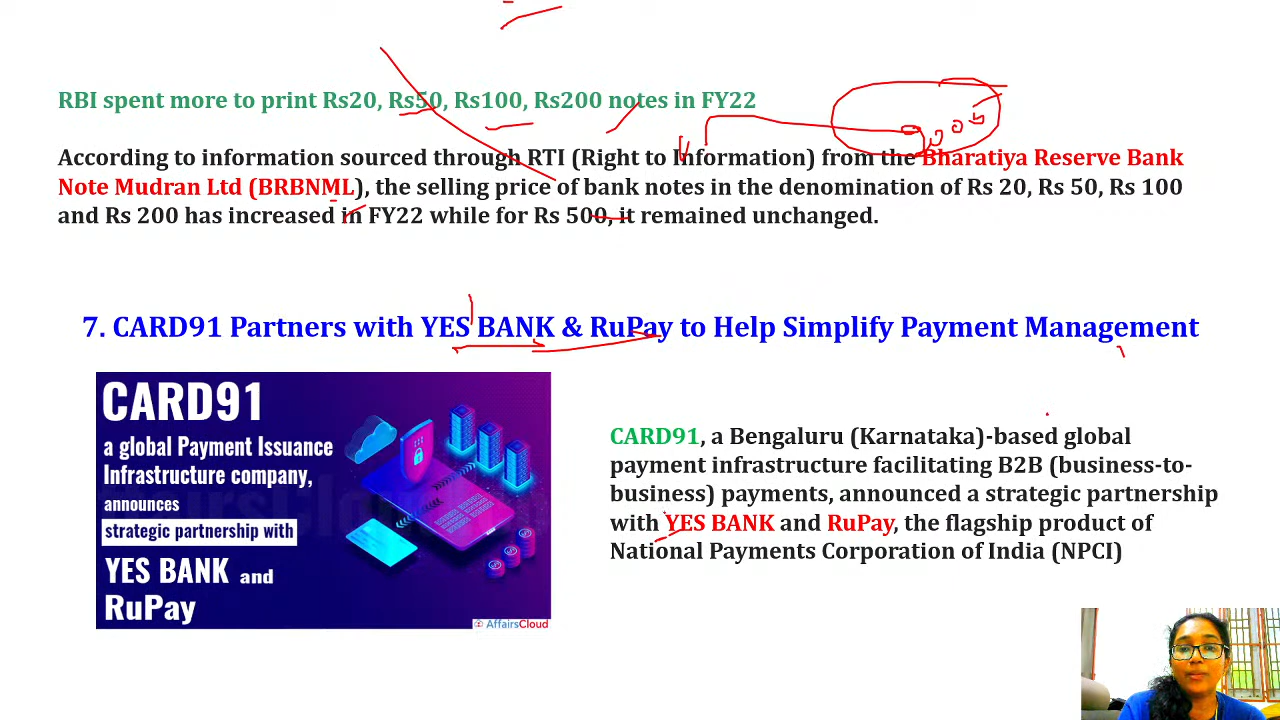 RBI spent more to print Rs20, Rs50, Rs100, Rs200 notes in FY22
According to information sourced through RTI (Right to Information) from the Bharatiya Reserve Bank
Note Mudran Ltd (BRBNML), the selling price of bank notes in the denomination of Rs 20, Rs 50, Rs 100
and Rs 200 has increased in FY22 while for Rs 500, it remained unchanged.
7. CARD91 Partners with YES BANK & RuPay to Help Simplify Payment Management
CARD91
a global Payment Issuance
Infrastructure company,
announces
strategic partnership with
YES BANK and
RuPay
AffairsCloud
CARD91, a Bengaluru (Karnataka)-based global
payment infrastructure facilitating B2B (business-to-
business) payments, announced a strategic partnership
with YES BANK and RuPay, the flagship product of
National Payments Corporation of India (NPCI)